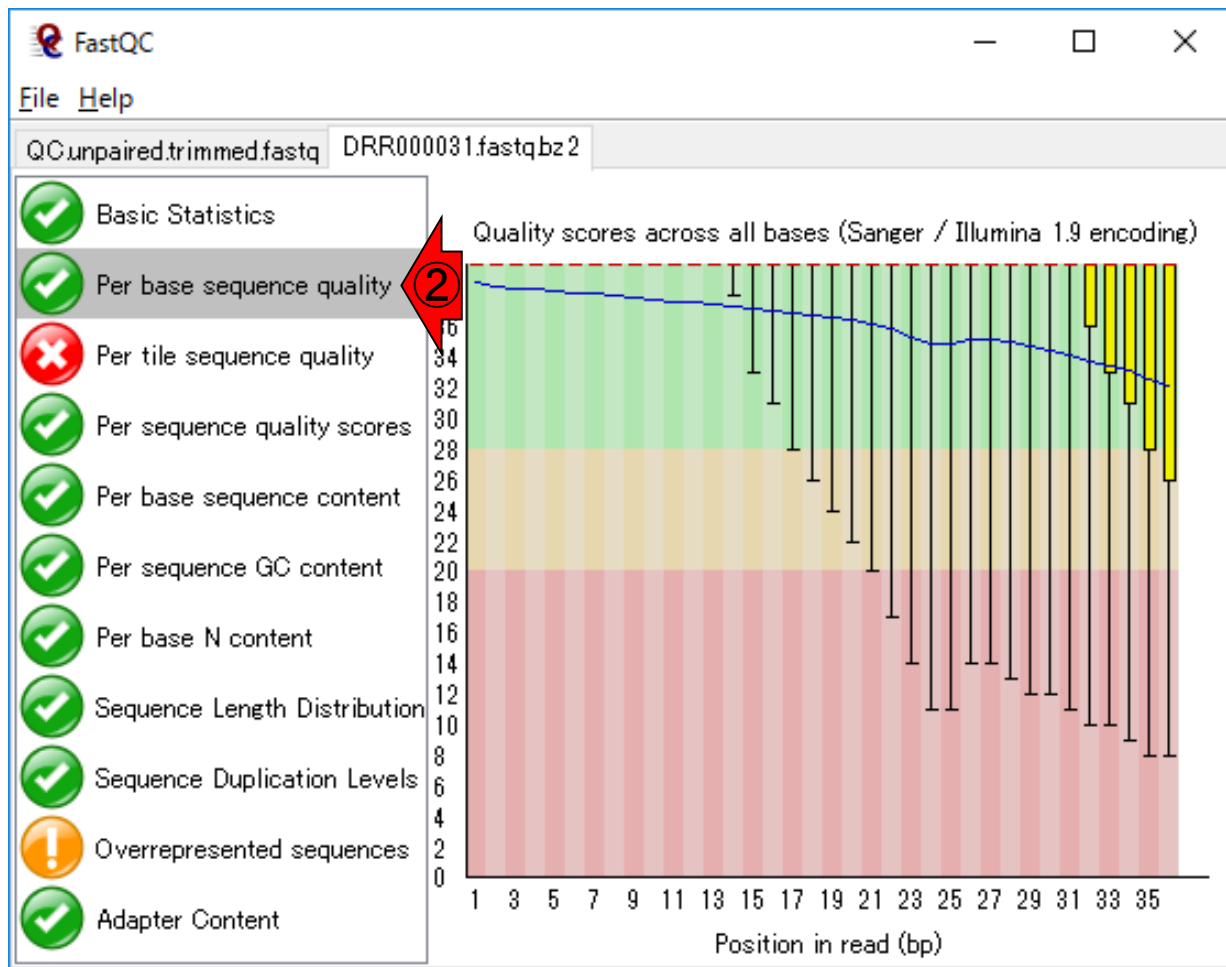 FastQC
File Help
QC.unpaired.trimmed.fastq DRR000031.fastq.bz2
Basic Statistics
Per base sequence quality
②
Per tile sequence quality
Per sequence quality scores
Per base sequence content
Per sequence GC content
Per base N content
Sequence Length Distribution
Sequence Duplication Levels
Overrepresented sequences
Adapter Content
Quality scores across all bases (Sanger / Illumina 1.9 encoding)
34
32
30
28
26
24
22
20
18
16
14
12
10
8
6
4
2
0
1 3 5 7 9 11 13 15 17 19 21 23 25 27 29 31 33 35
Position in read (bp)